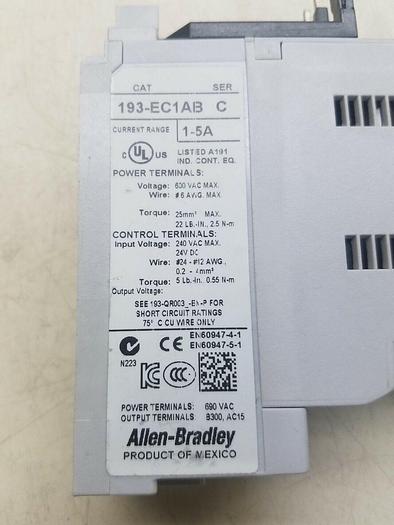 CAT SER
193-EC1AB C
CURRENT RANGE 1-5A
C UL US LISTED A191
IND. CONT. EQ.
POWER TERMINALS:
Voltage: 600 VAC MAX.
Wire: #6 AWG. MAX
Torque: 25mm² MAX.
22 LB.-IN., 2.5 N-m
CONTROL TERMINALS:
Input Voltage: 240 VAC MAX.
24V DC
Wire: #24 - #12 AWG.,
0.2 - 4mm²
Torque: 5 Lb.-In. 0.55 N-m
Output Voltage:
SEE 193-QR003_-EN-P FOR
SHORT CIRCUIT RATINGS
75° C CU WIRE ONLY
EN60947-4-1
CE EN60947-5-1
N223
CCC
POWER TERMINALS: 690 VAC
OUTPUT TERMINALS: B300, AC15
Allen-Bradley
PRODUCT OF MEXICO